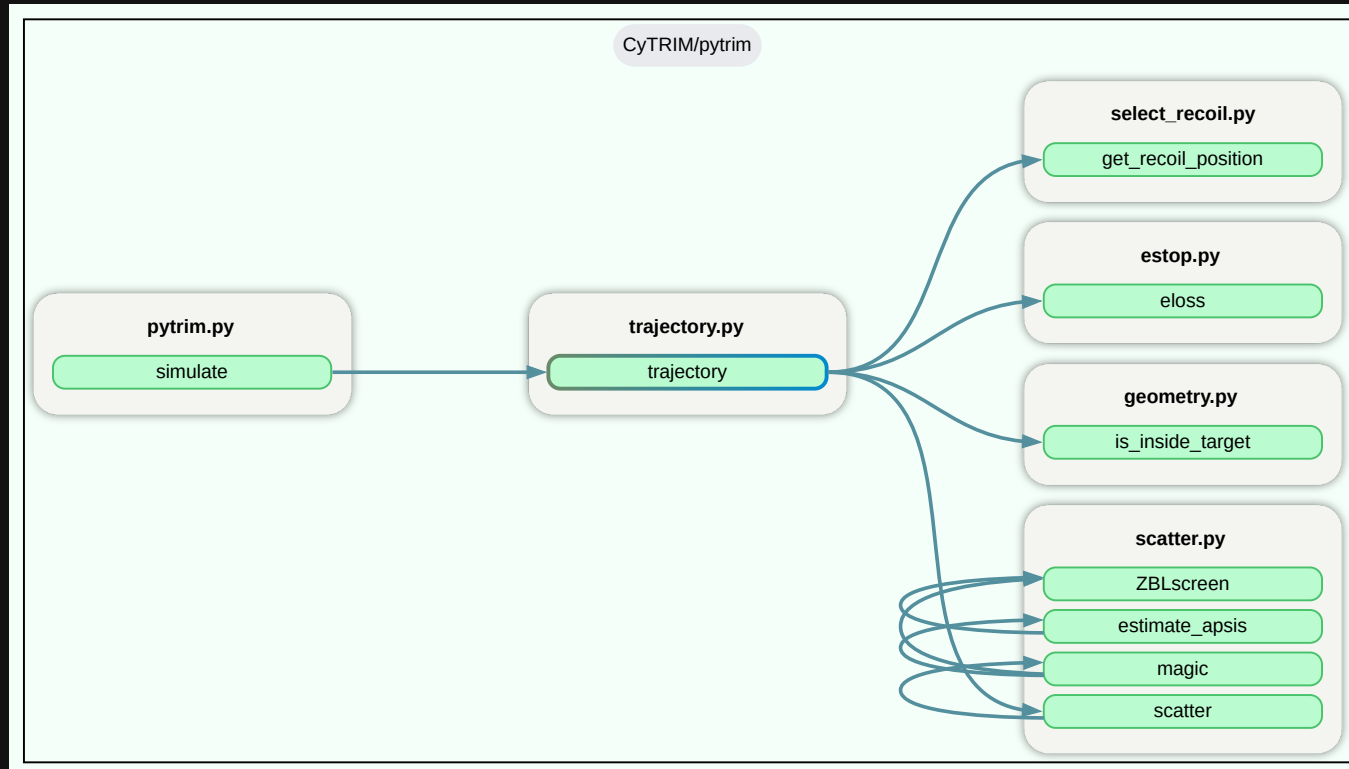 CyTRIM/pytrim
pytrim.py
simulate
trajectory.py
trajectory
select_recoil.py
get_recoil_position
estop.py
eloss
geometry.py
is_inside_target
scatter.py
ZBLscreen
estimate_apsis
magic
scatter